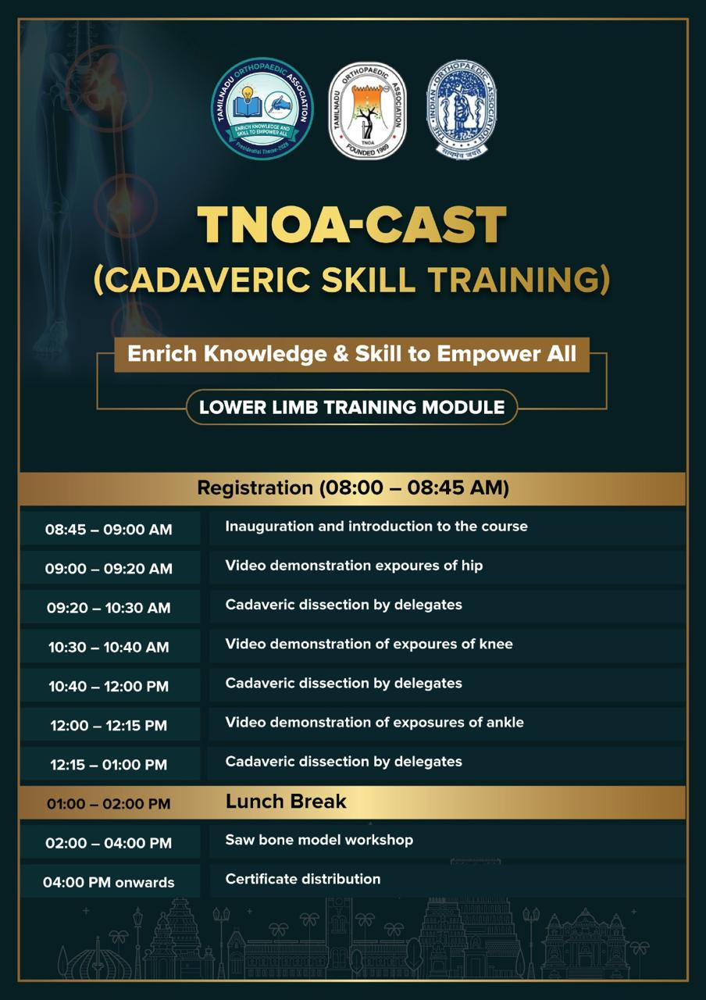 TAMILNADU ORTHOPAEDIC ASSOCIATION
ENRICH KNOWLEDGE AND
SKILL TO EMPOWER ALL
Presidential Theme-2026
TAMILNADU ORTHOPAEDIC ASSOCIATION
TNOA
FOUNDED 1969
INDIAN ORTHOPAEDIC ASSOCIATION
सत्यमेव जयते
TNOA-CAST
(CADAVERIC SKILL TRAINING)
Enrich Knowledge & Skill to Empower All
LOWER LIMB TRAINING MODULE
Registration (08:00 – 08:45 AM)
08:45 – 09:00 AM Inauguration and introduction to the course
09:00 – 09:20 AM Video demonstration expoures of hip
09:20 – 10:30 AM Cadaveric dissection by delegates
10:30 – 10:40 AM Video demonstration of expoures of knee
10:40 – 12:00 PM Cadaveric dissection by delegates
12:00 – 12:15 PM Video demonstration of exposures of ankle
12:15 – 01:00 PM Cadaveric dissection by delegates
01:00 – 02:00 PM Lunch Break
02:00 – 04:00 PM Saw bone model workshop
04:00 PM onwards Certificate distribution